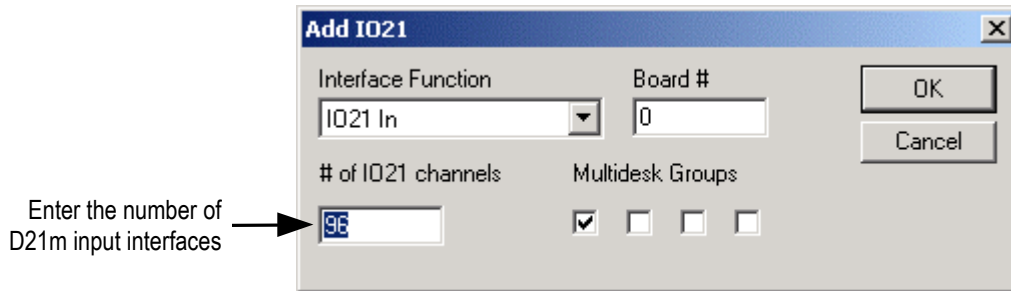 Add IO21
Interface Function
Board #
IO21 In
0
OK
Cancel
# of IO21 channels
Multidesk Groups
Enter the number of
D21m input interfaces
96